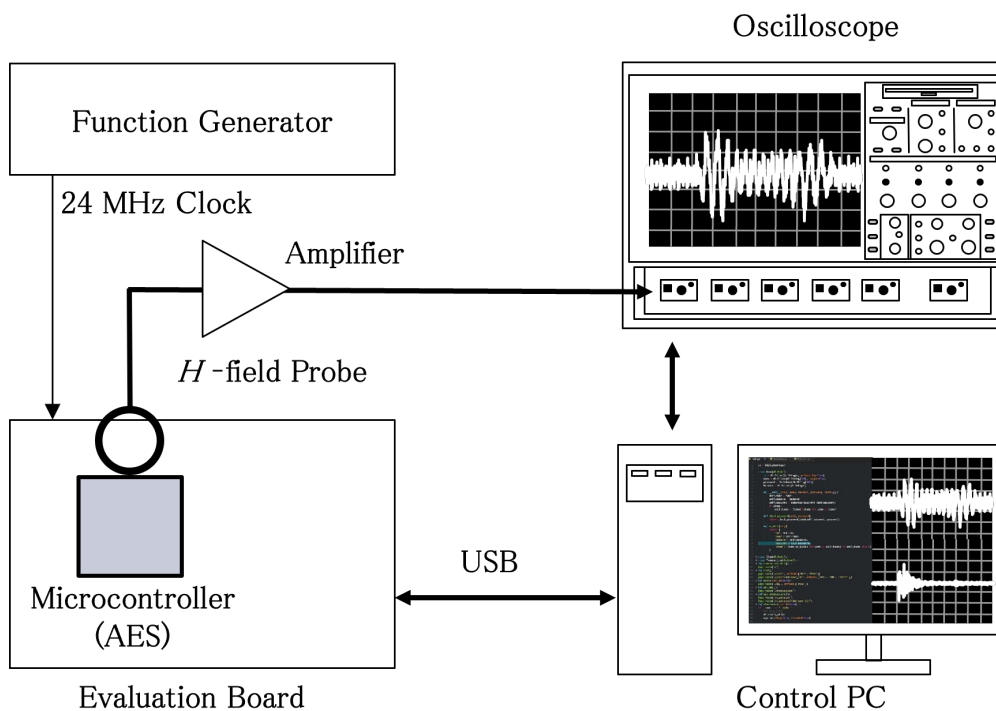 Oscilloscope
Function Generator
24 MHz Clock
Amplifier
H-field Probe
USB
Microcontroller
(AES)
Evaluation Board
Control PC